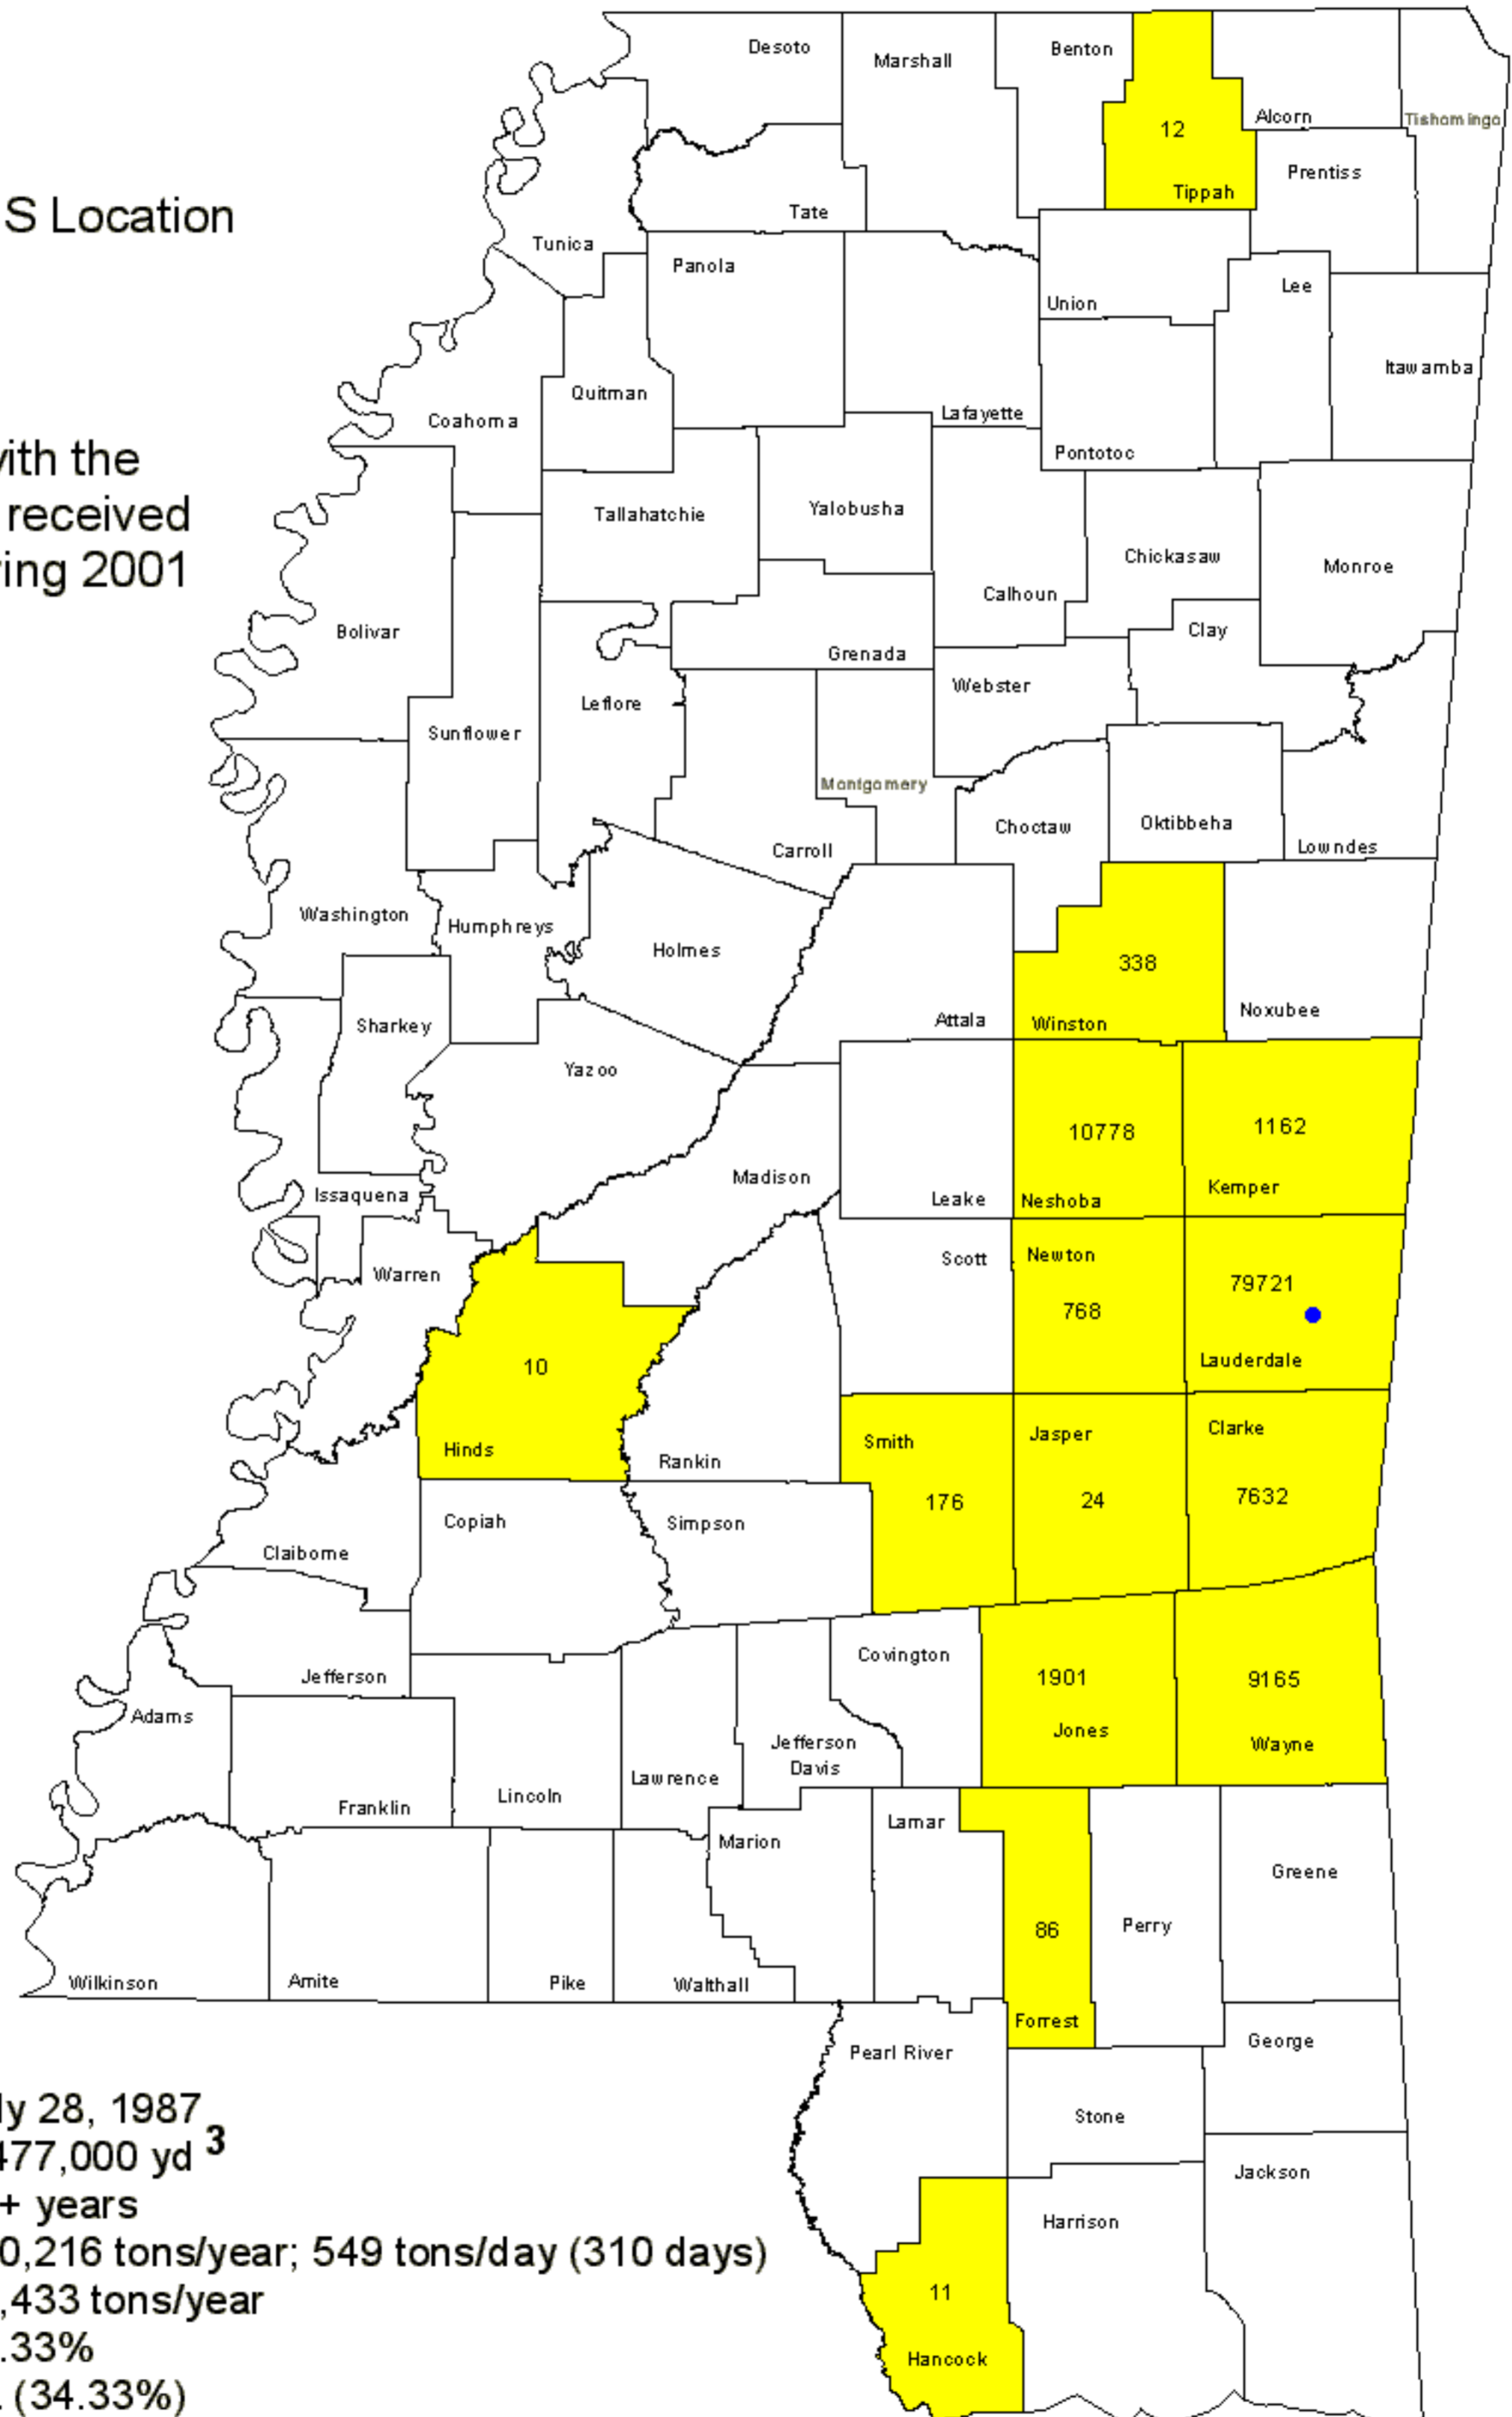 Desoto
Marshall
Benton
12
Tippah
Alcorn
Tishomingo
Prentiss
S Location
Tunica
Tate
Panola
Union
Lee
Itawamba
Quitman
Coahoma
Lafayette
Pontotoc
with the
received
ring 2001
Tallahatchie
Yalobusha
Calhoun
Chickasaw
Monroe
Bolivar
Clay
Grenada
Leflore
Webster
Sunflower
Montgomery
Choctaw
Oktibbeha
Carroll
Lowndes
Washington
Humphreys
Holmes
338
Winston
Attala
Noxubee
Sharkey
Yazoo
10778
Neshoba
1162
Kemper
Madison
Leake
Issaquena
Warren
Scott
Newton
768
79721
Lauderdale
10
Hinds
Rankin
Smith
176
Jasper
24
Clarke
7632
Copiah
Simpson
Claiborne
Jefferson
Covington
1901
Jones
9165
Wayne
Adams
Jefferson
Davis
Lawrence
Lincoln
Franklin
Marion
Lamar
Greene
86
Forrest
Perry
Wilkinson
Amite
Pike
Walthall
Pearl River
George
Stone
Jackson
Harrison
11
Hancock
ly 28, 1987
477,000 yd 3
+ years
0,216 tons/year; 549 tons/day (310 days)
,433 tons/year
.33%
. (34.33%)